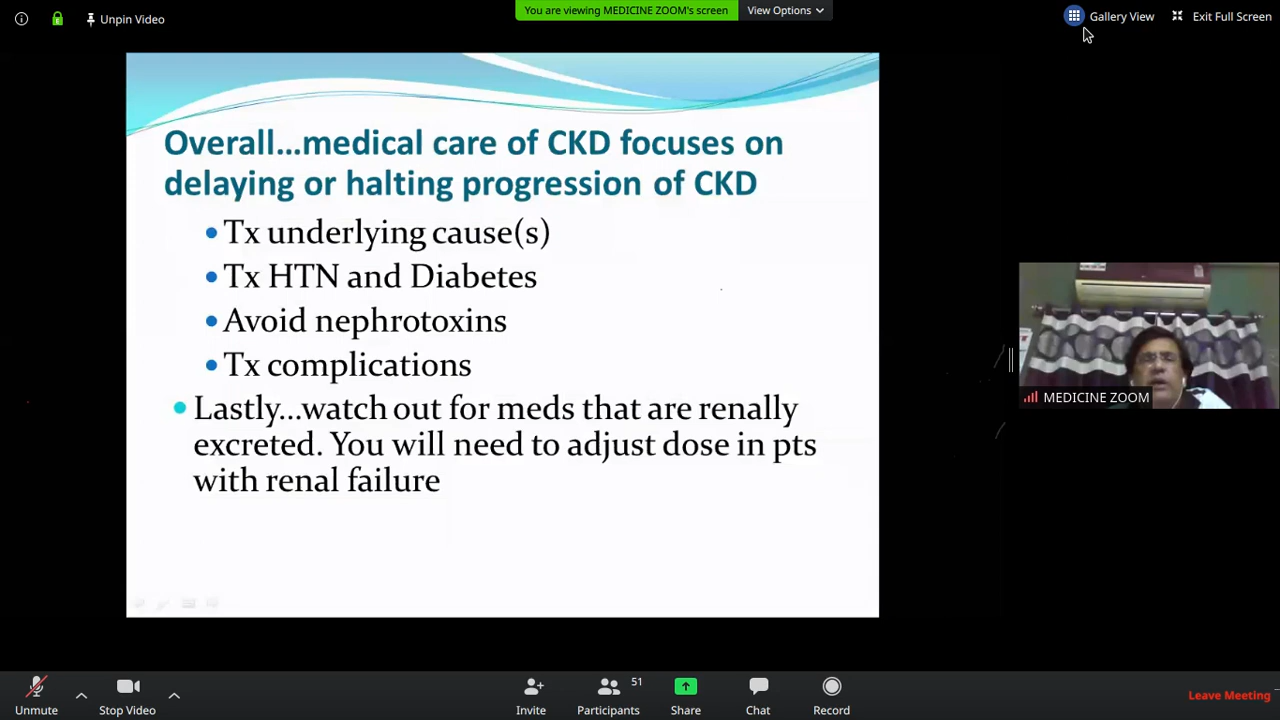 Unpin Video
You are viewing MEDICINE ZOOM's screen
View Options
Gallery View
Exit Full Screen
Overall...medical care of CKD focuses on
delaying or halting progression of CKD
• Tx underlying cause(s)
• Tx HTN and Diabetes
• Avoid nephrotoxins
• Tx complications
• Lastly...watch out for meds that are renally
excreted. You will need to adjust dose in pts
with renal failure
MEDICINE ZOOM
Unmute
Stop Video
Invite
51
Participants
Share
Chat
Record
Leave Meeting